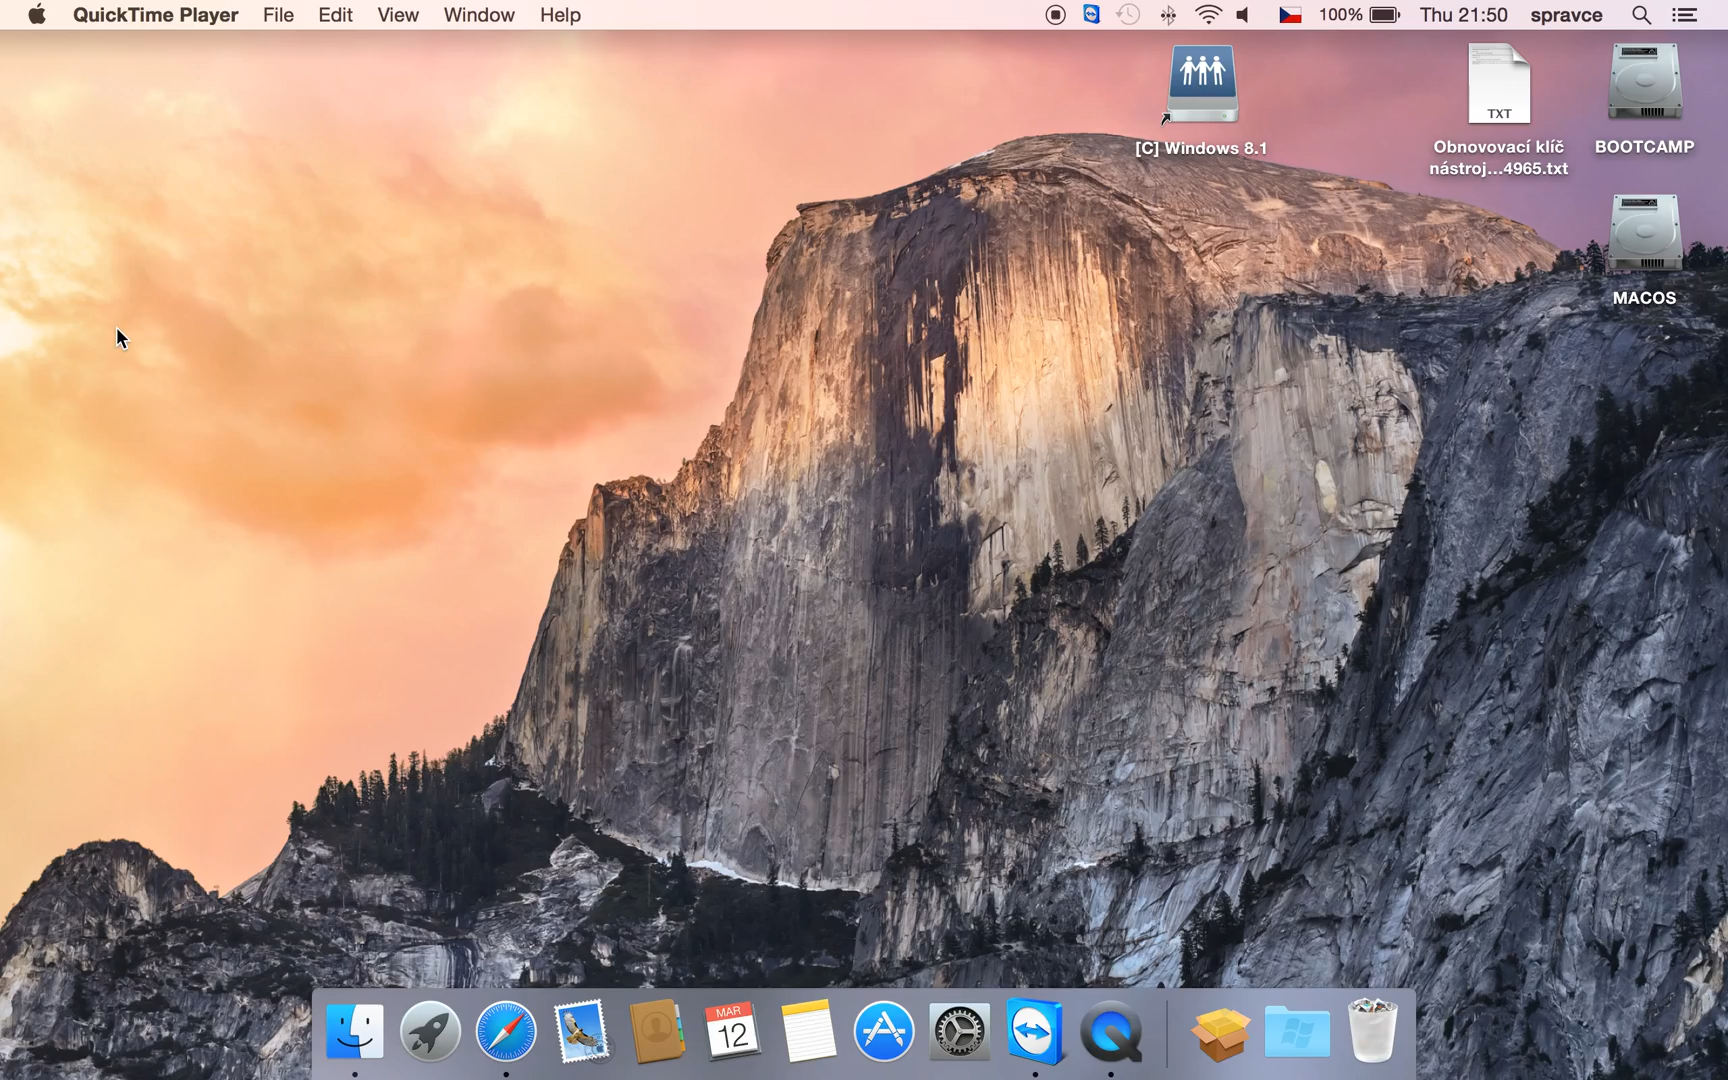 QuickTime Player File Edit View Window Help 100% Thu 21:50 spravce
[C] Windows 8.1
TXT
Obnovovací klíč
nástroj...4965.txt
BOOTCAMP
MACOS
MAR
12